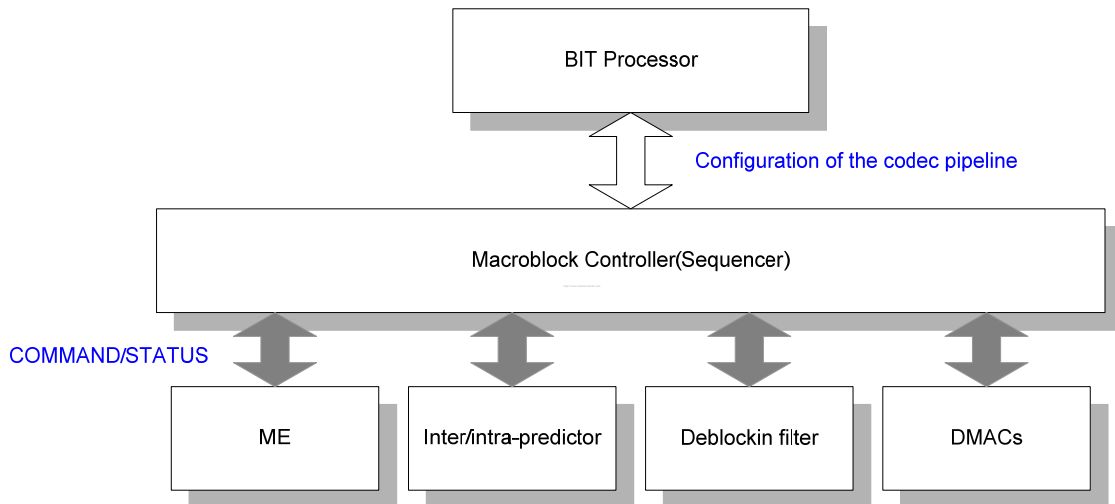 BIT Processor
Configuration of the codec pipeline
Macroblock Controller(Sequencer)
COMMAND/STATUS
ME
Inter/intra-predictor
Deblockin filter
DMACs